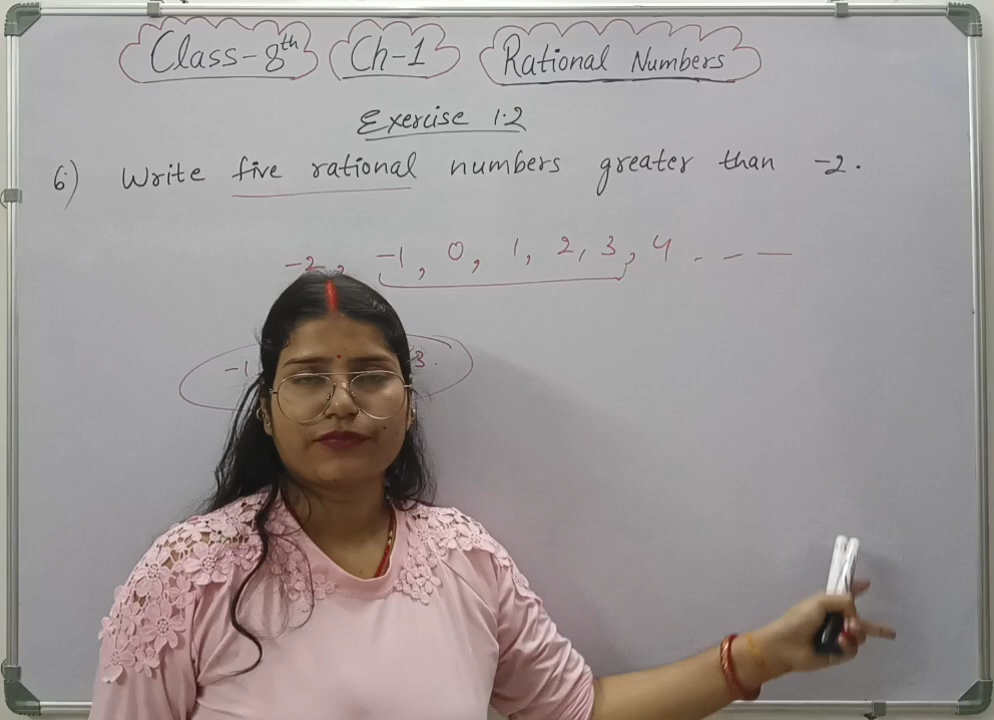 Class-8th Ch-1 Rational Numbers
Exercise 1.2
6) Write five rational numbers greater than -2.
-2, -1, 0, 1, 2, 3, 4 . - - —
-1 3.